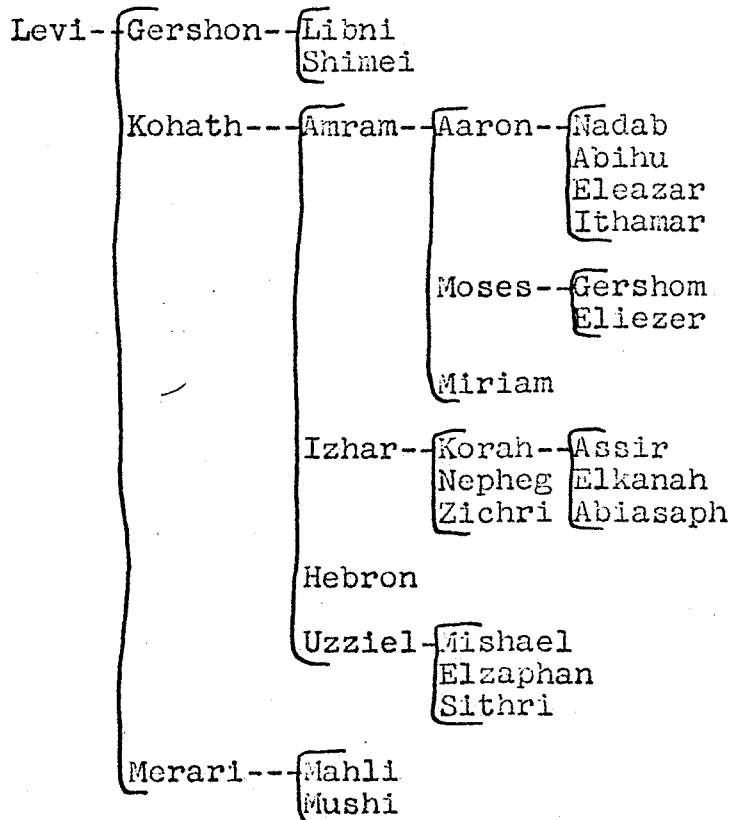 Levi--Gershon--Libni
Shimei
Kohath---Amram--Aaron--Nadab
Abihu
Eleazar
Ithamar
Moses--Gershom
Eliezer
Miriam
Izhar--Korah--Assir
Nepheg Elkanah
Zichri Abiasaph
Hebron
Uzziel-Mishael
Elzaphan
Sithri
Merari---Mahli
Mushi